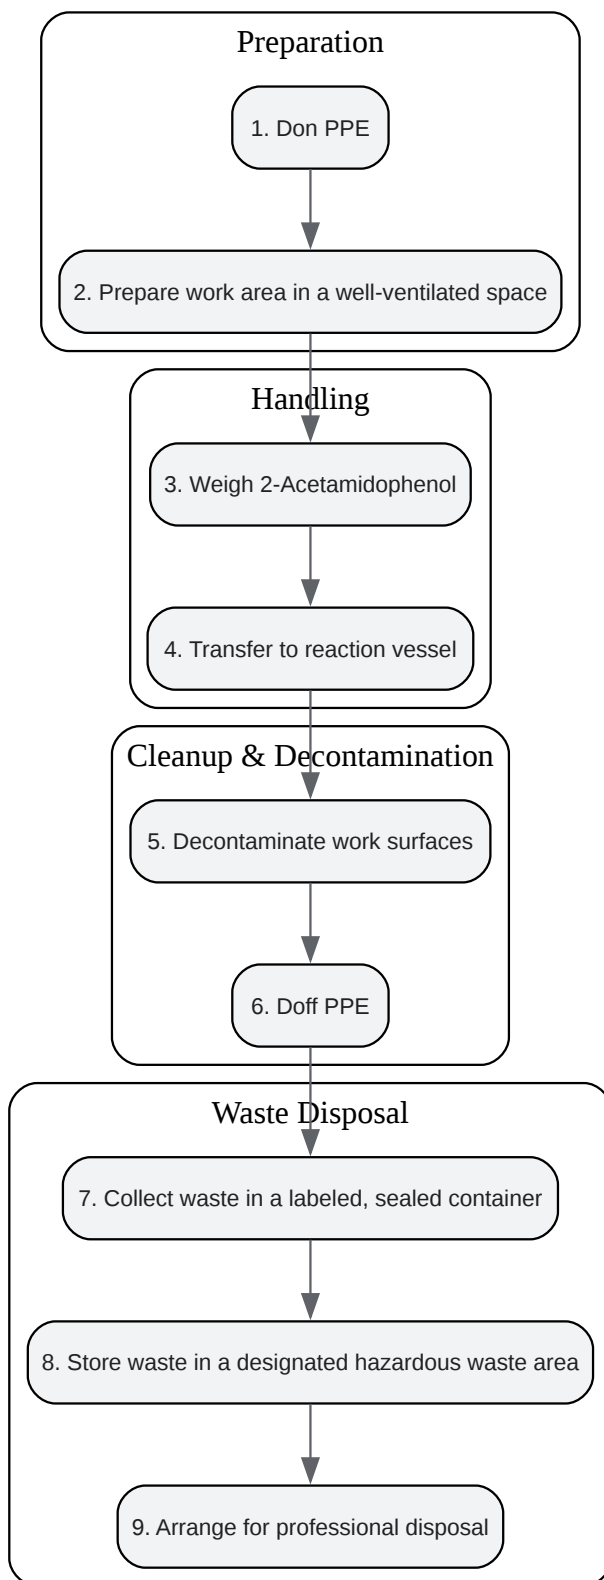 Preparation
1. Don PPE
2. Prepare work area in a well-ventilated space
Handling
3. Weigh 2-Acetamidophenol
4. Transfer to reaction vessel
Cleanup & Decontamination
5. Decontaminate work surfaces
6. Doff PPE
Waste Disposal
7. Collect waste in a labeled, sealed container
8. Store waste in a designated hazardous waste area
9. Arrange for professional disposal